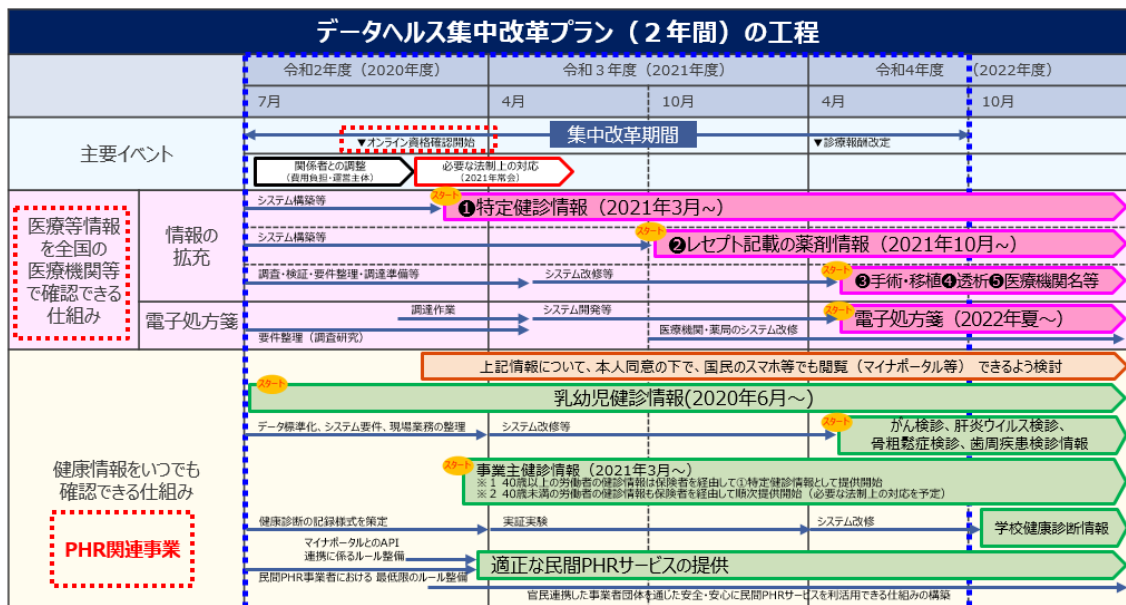 データヘルス集中改革プラン（２年間）の工程
令和2年度（2020年度）
令和３年度（2021年度）
令和4年度
（2022年度）
7月
4月
10月
4月
10月
主要イベント
集中改革期間
▼オンライン資格確認開始
▼診療報酬改定
関係者との調整
（費用負担・運営主体）
必要な法制上の対応
（2021年常会）
医療等情報
を全国の
医療機関等
で確認できる
仕組み
情報の
拡充
システム構築等
スタート
❶特定健診情報（2021年3月～）
システム構築等
スタート
❷レセプト記載の薬剤情報（2021年10月～）
調査・検証・要件整理・調達準備等
システム改修等
スタート
❸手術・移植❹透析❺医療機関名等
電子処方箋
調達作業
システム開発等
スタート
電子処方箋（2022年夏～）
要件整理（調査研究）
医療機関・薬局のシステム改修
健康情報をいつでも
確認できる仕組み
PHR関連事業
上記情報について、本人同意の下で、国民のスマホ等でも閲覧（マイナポータル等） できるよう検討
スタート
乳幼児健診情報(2020年6月～)
データ標準化、システム要件、現場業務の整理
システム改修等
スタート
がん検診、肝炎ウイルス検診、
骨粗鬆症検診、歯周疾患検診情報
スタート
事業主健診情報（2021年3月～）
※１ 40歳以上の労働者の健診情報は保険者を経由して①特定健診情報として提供開始
※２ 40歳未満の労働者の健診情報も保険者を経由して順次提供開始（必要な法制上の対応を予定）
健康診断の記録様式を策定
実証実験
システム改修
学校健康診断情報
マイナポータルとのAPI
連携に係るルール整備
適正な民間PHRサービスの提供
民間PHR事業者における 最低限のルール整備
官民連携した事業者団体を通じた安全・安心に民間PHRサービスを利活用できる仕組みの構築